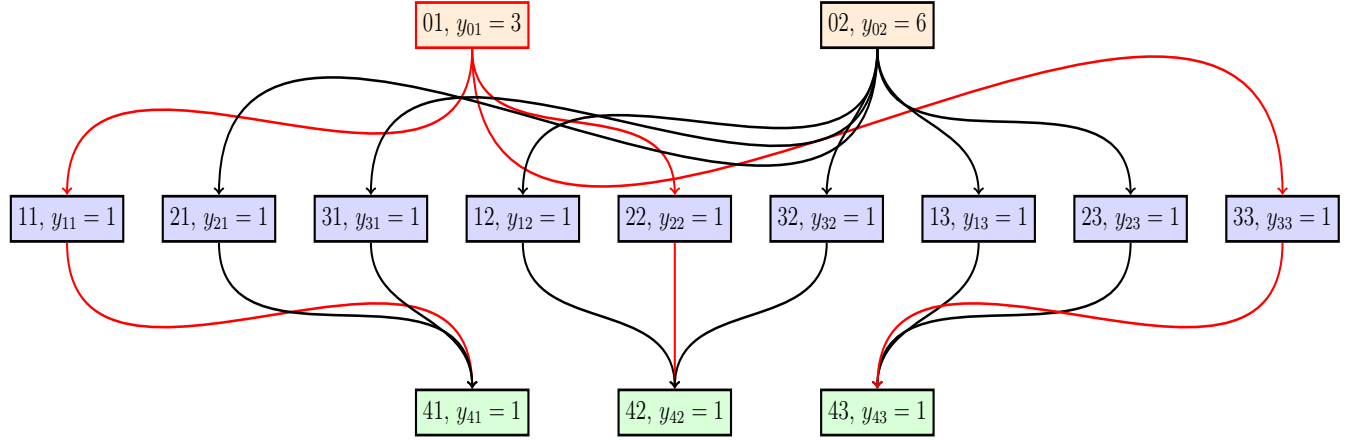 01, y₀₁ = 3
02, y₀₂ = 6
11, y₁₁ = 1
21, y₂₁ = 1
31, y₃₁ = 1
12, y₁₂ = 1
22, y₂₂ = 1
32, y₃₂ = 1
13, y₁₃ = 1
23, y₂₃ = 1
33, y₃₃ = 1
41, y₄₁ = 1
42, y₄₂ = 1
43, y₄₃ = 1